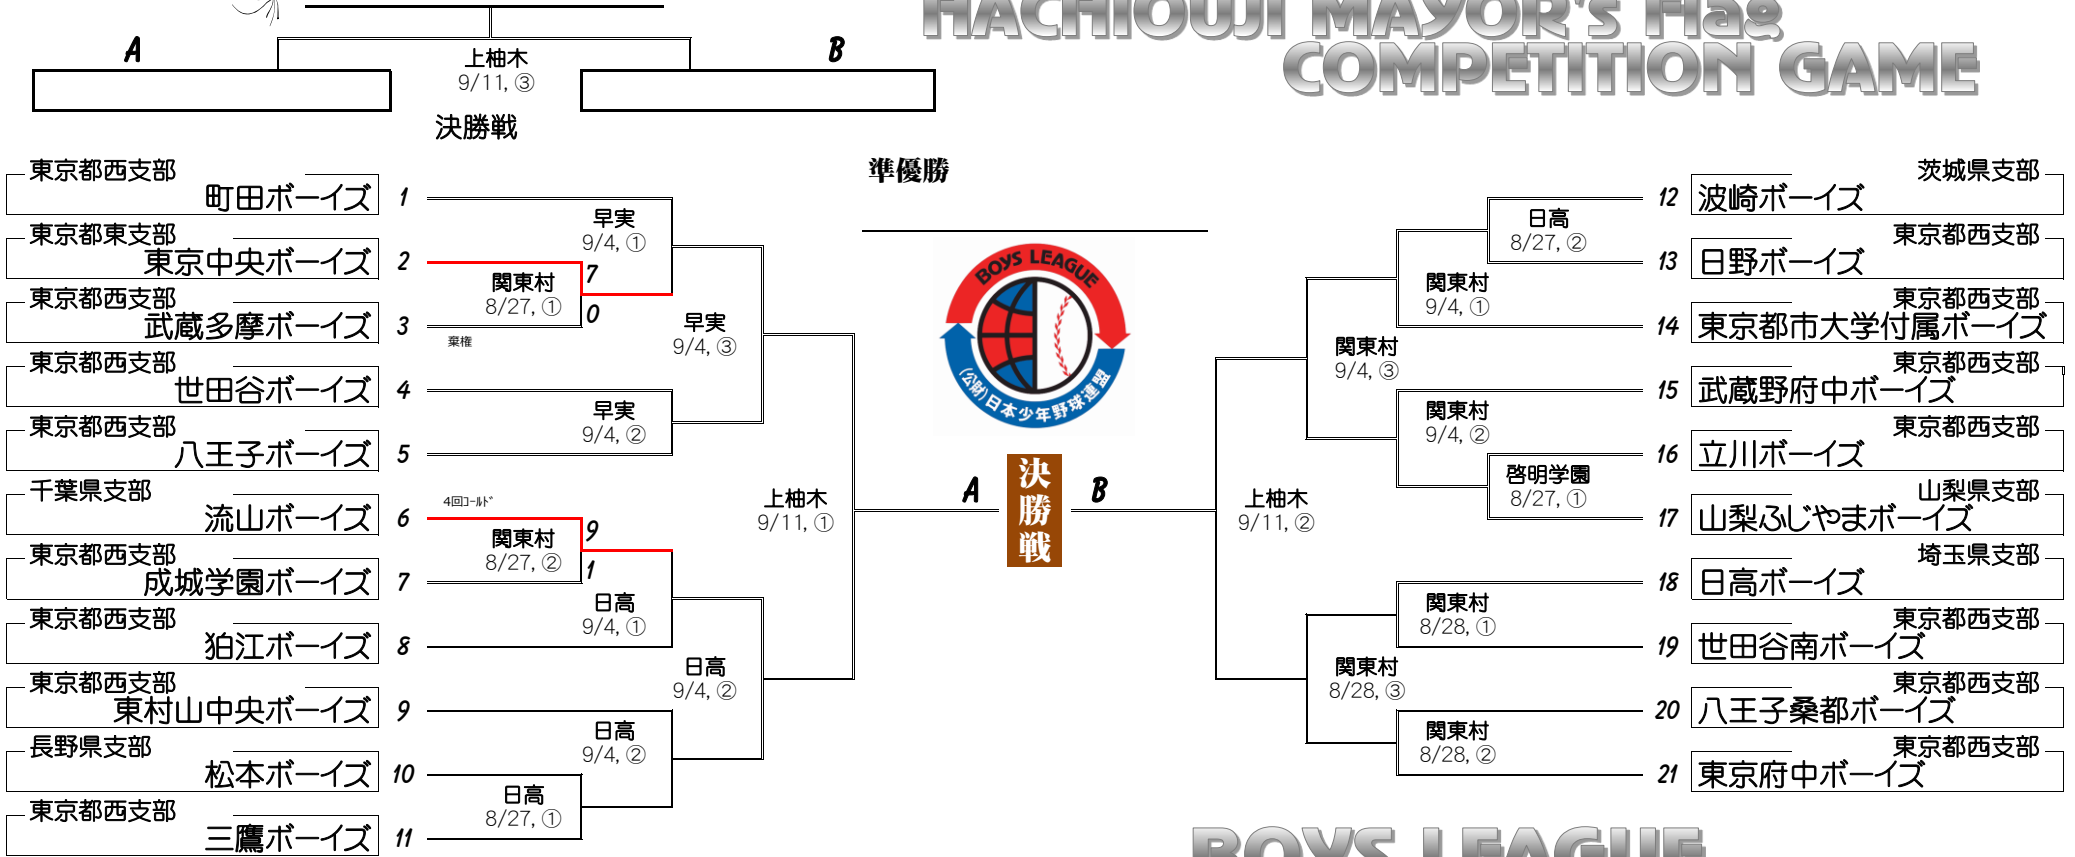 HACHIOUJI MAYOR's Flag
COMPETITION GAME
A
B
上柚木
9/11, ③
決勝戦
準優勝
東京都西支部
町田ボーイズ 1
東京都東支部
東京中央ボーイズ 2
東京都西支部
武蔵多摩ボーイズ 3
東京都西支部
世田谷ボーイズ 4
東京都西支部
八王子ボーイズ 5
千葉県支部
流山ボーイズ 6
東京都西支部
成城学園ボーイズ 7
東京都西支部
狛江ボーイズ 8
東京都西支部
東村山中央ボーイズ 9
長野県支部
松本ボーイズ 10
東京都西支部
三鷹ボーイズ 11
早実
9/4, ①
関東村
8/27, ①
7
0
棄権
早実
9/4, ③
早実
9/4, ②
4回ｺｰﾙﾄﾞ
関東村
8/27, ②
9
1
日高
9/4, ①
日高
9/4, ②
日高
9/4, ②
日高
8/27, ①
上柚木
9/11, ①
BOYS LEAGUE
(公財)日本少年野球連盟
A
決勝戦
B
上柚木
9/11, ②
日高
8/27, ②
関東村
9/4, ①
関東村
9/4, ③
関東村
9/4, ②
啓明学園
8/27, ①
関東村
8/28, ①
関東村
8/28, ③
関東村
8/28, ②
茨城県支部
12 波崎ボーイズ
東京都西支部
13 日野ボーイズ
東京都西支部
14 東京都市大学付属ボーイズ
東京都西支部
15 武蔵野府中ボーイズ
東京都西支部
16 立川ボーイズ
山梨県支部
17 山梨ふじやまボーイズ
埼玉県支部
18 日高ボーイズ
東京都西支部
19 世田谷南ボーイズ
東京都西支部
20 八王子桑都ボーイズ
東京都西支部
21 東京府中ボーイズ
BOYS LEAGUE